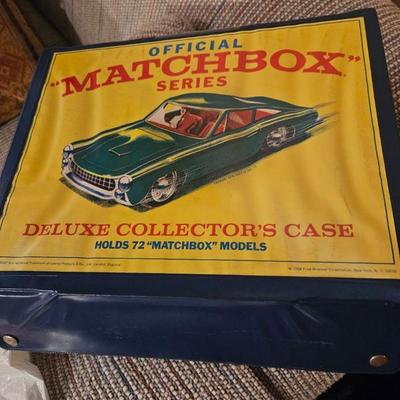 OFFICIAL
"MATCHBOX"
SERIES
DELUXE COLLECTOR'S CASE
HOLDS 72 "MATCHBOX" MODELS